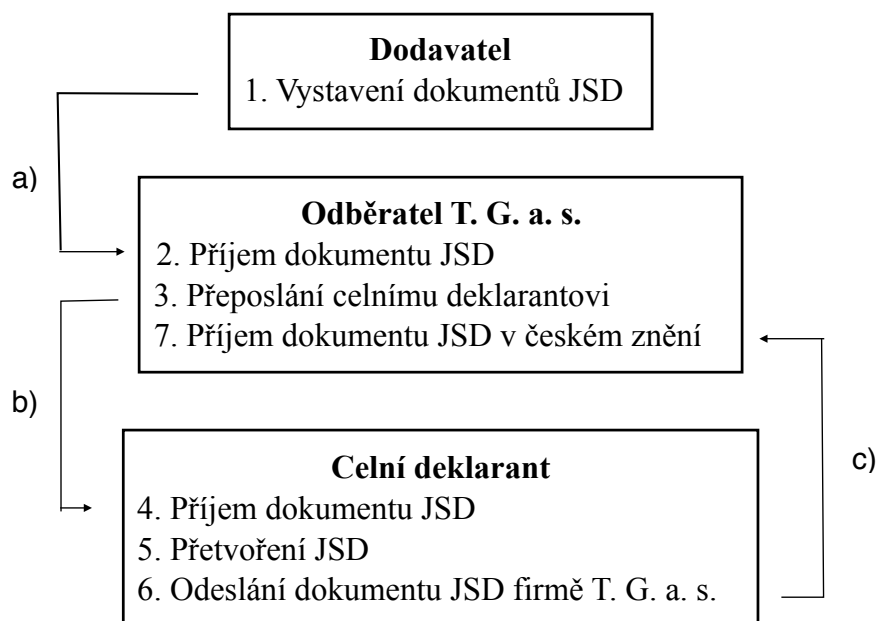 Dodavatel
1. Vystavení dokumentů JSD
a)
Odběratel T. G. a. s.
2. Příjem dokumentu JSD
3. Přeposlání celnímu deklarantovi
7. Příjem dokumentu JSD v českém znění
b)
c)
Celní deklarant
4. Příjem dokumentu JSD
5. Přetvoření JSD
6. Odeslání dokumentu JSD firmě T. G. a. s.